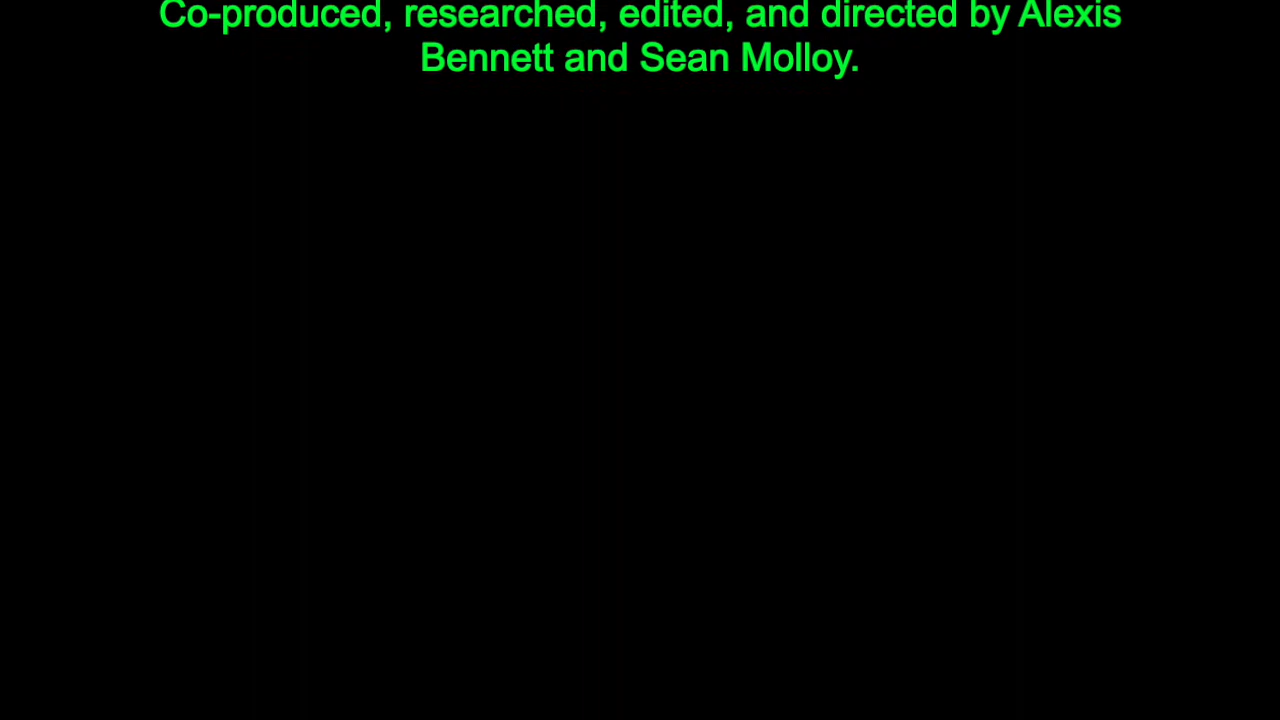 Co-produced, researched, edited, and directed by Alexis
Bennett and Sean Molloy.